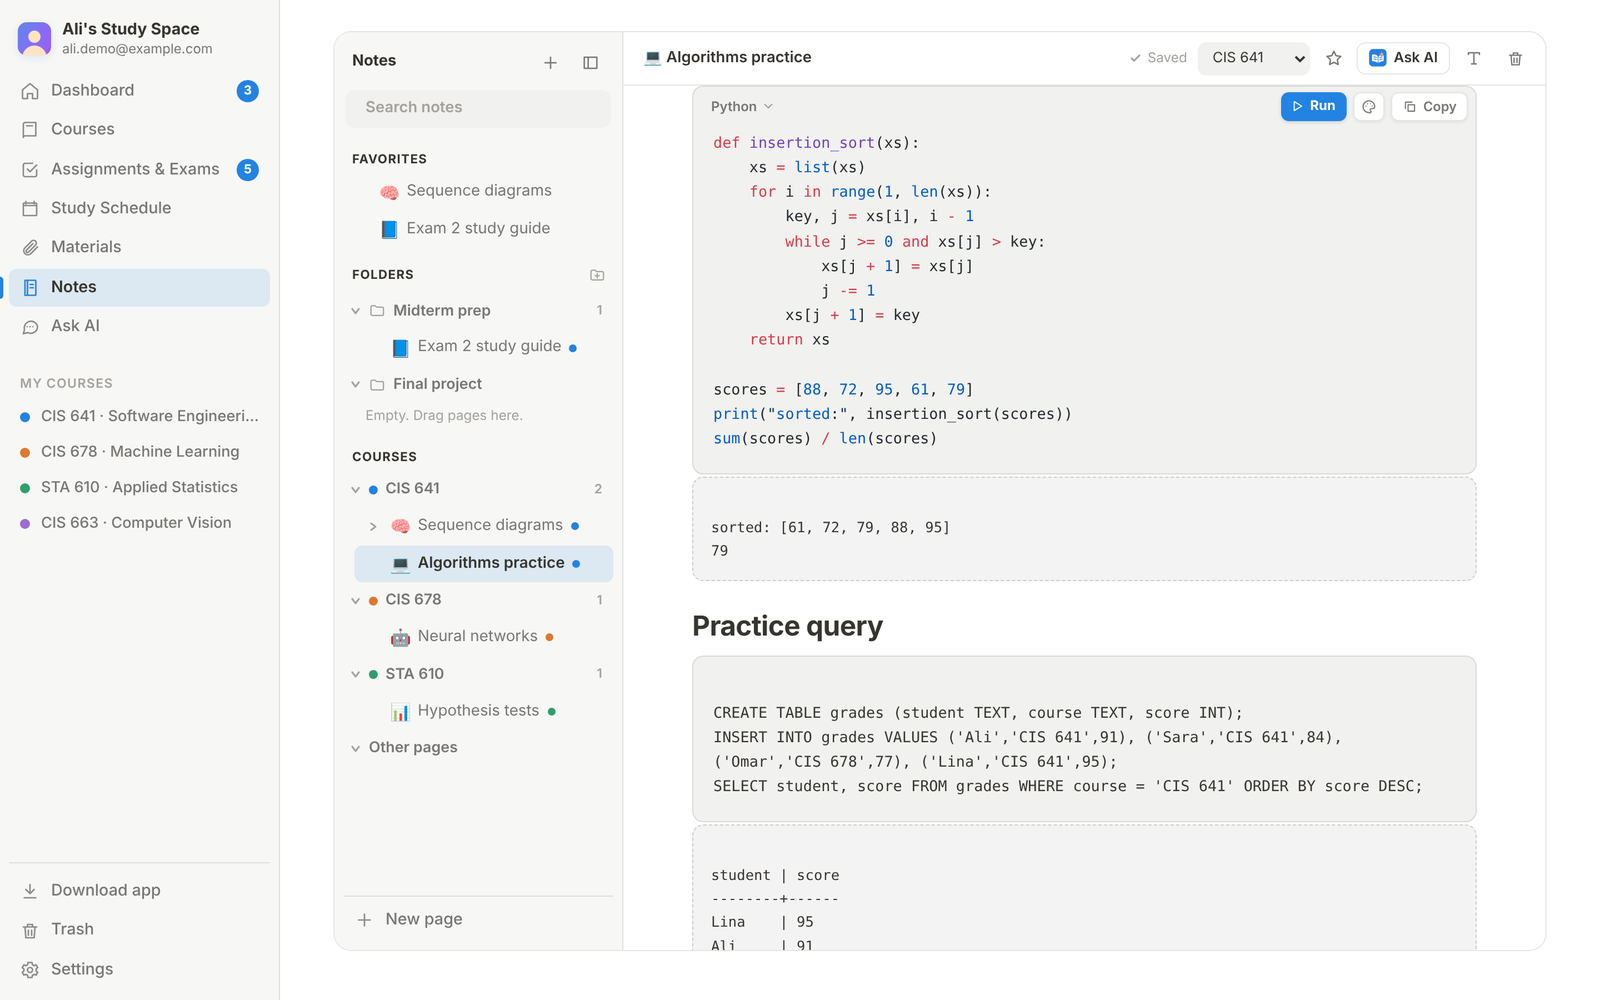 Ali's Study Space
ali.demo@example.com
Dashboard 3
Courses
Assignments & Exams 5
Study Schedule
Materials
Notes
Ask AI
MY COURSES
CIS 641 · Software Engineeri...
CIS 678 · Machine Learning
STA 610 · Applied Statistics
CIS 663 · Computer Vision
Download app
Trash
Settings
Notes
Search notes
FAVORITES
Sequence diagrams
Exam 2 study guide
FOLDERS
Midterm prep 1
Exam 2 study guide
Final project
Empty. Drag pages here.
COURSES
CIS 641 2
Sequence diagrams
Algorithms practice
CIS 678 1
Neural networks
STA 610 1
Hypothesis tests
Other pages
New page
Algorithms practice
Saved
CIS 641
Ask AI
Python
Run
Copy
def insertion_sort(xs):
    xs = list(xs)
    for i in range(1, len(xs)):
        key, j = xs[i], i - 1
        while j >= 0 and xs[j] > key:
            xs[j + 1] = xs[j]
            j -= 1
        xs[j + 1] = key
    return xs
scores = [88, 72, 95, 61, 79]
print("sorted:", insertion_sort(scores))
sum(scores) / len(scores)
sorted: [61, 72, 79, 88, 95]
79
Practice query
CREATE TABLE grades (student TEXT, course TEXT, score INT);
INSERT INTO grades VALUES ('Ali','CIS 641',91), ('Sara','CIS 641',84),
('Omar','CIS 678',77), ('Lina','CIS 641',95);
SELECT student, score FROM grades WHERE course = 'CIS 641' ORDER BY score DESC;
student | score
--------+------
Lina    | 95
Ali     | 91